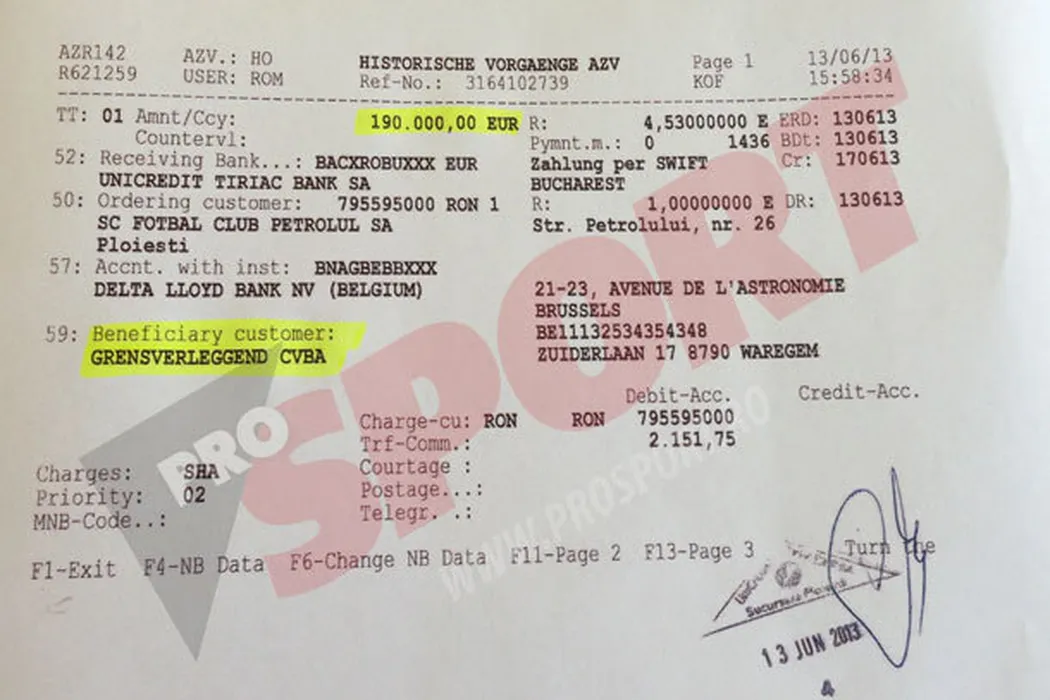 AZR142 AZV.: HO HISTORISCHE VORGAENGE AZV Page 1 13/06/13
R621259 USER: ROM Ref-No.: 3164102739 KOF 15:58:34
TT: 01 Amnt/Ccy: 190.000,00 EUR R: 4,53000000 E ERD: 130613
Countervl: Pymnt.m.: 0 1436 BDt: 130613
52: Receiving Bank...: BACXROBUXXX EUR Zahlung per SWIFT Cr: 170613
UNICREDIT TIRIAC BANK SA BUCHAREST
50: Ordering customer: 795595000 RON 1 R: 1,00000000 E DR: 130613
SC FOTBAL CLUB PETROLUL SA Str. Petrolului, nr. 26
Ploiesti
57: Accnt. with inst: BNAGBEBBXXX
DELTA LLOYD BANK NV (BELGIUM) 21-23, AVENUE DE L'ASTRONOMIE
BRUSSELS
59: Beneficiary customer: BE11132534354348
GRENSVERLEGGEND CVBA ZUIDERLAAN 17 8790 WAREGEM
Debit-Acc. Credit-Acc.
Charge-cu: RON RON 795595000
Trf-Comm.: 2.151,75
Charges: SHA Courtage :
Priority: 02 Postage...:
MNB-Code..: Telegr. .:
F1-Exit F4-NB Data F6-Change NB Data F11-Page 2 F13-Page 3 Turn the
PRO SPORT
WWW.PROSPORT.RO
Sucursala
13 JUN 2013
4